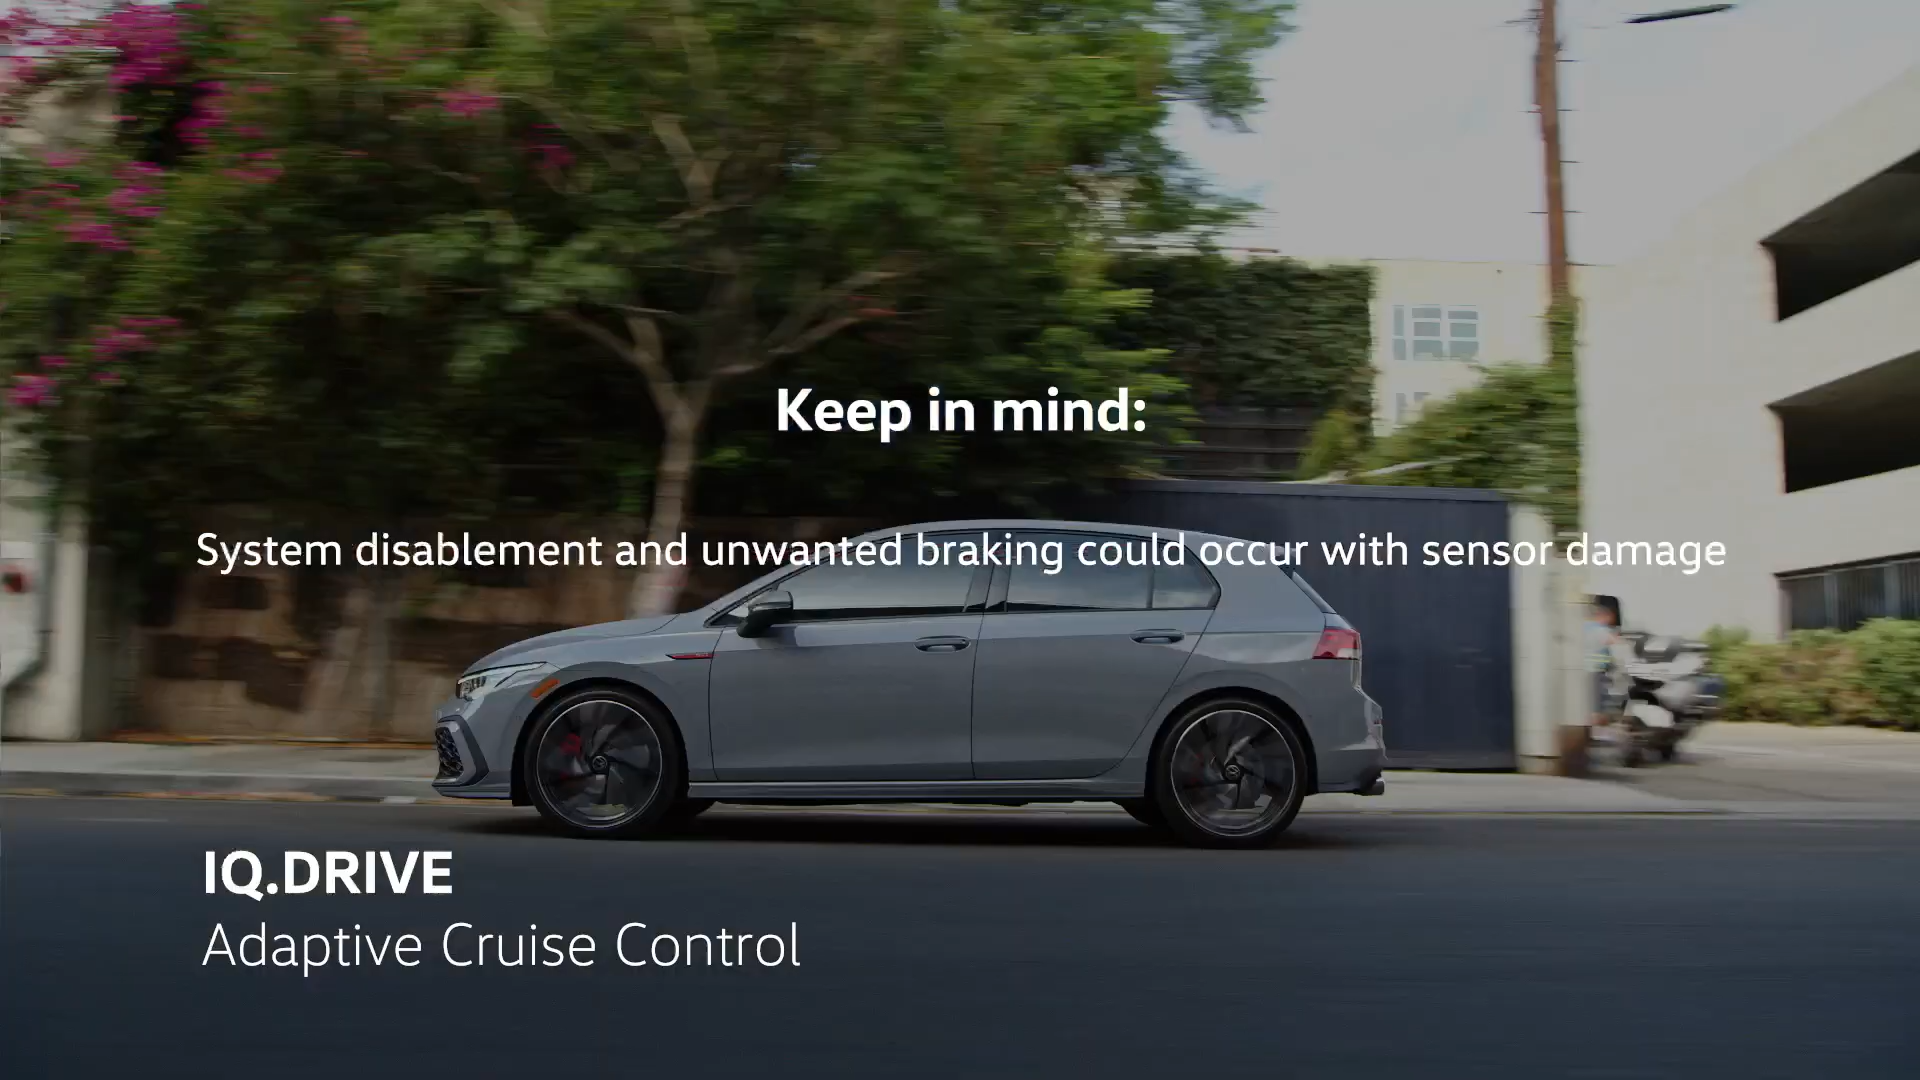 Keep in mind:
System disablement and unwanted braking could occur with sensor damage
IQ.DRIVE
Adaptive Cruise Control